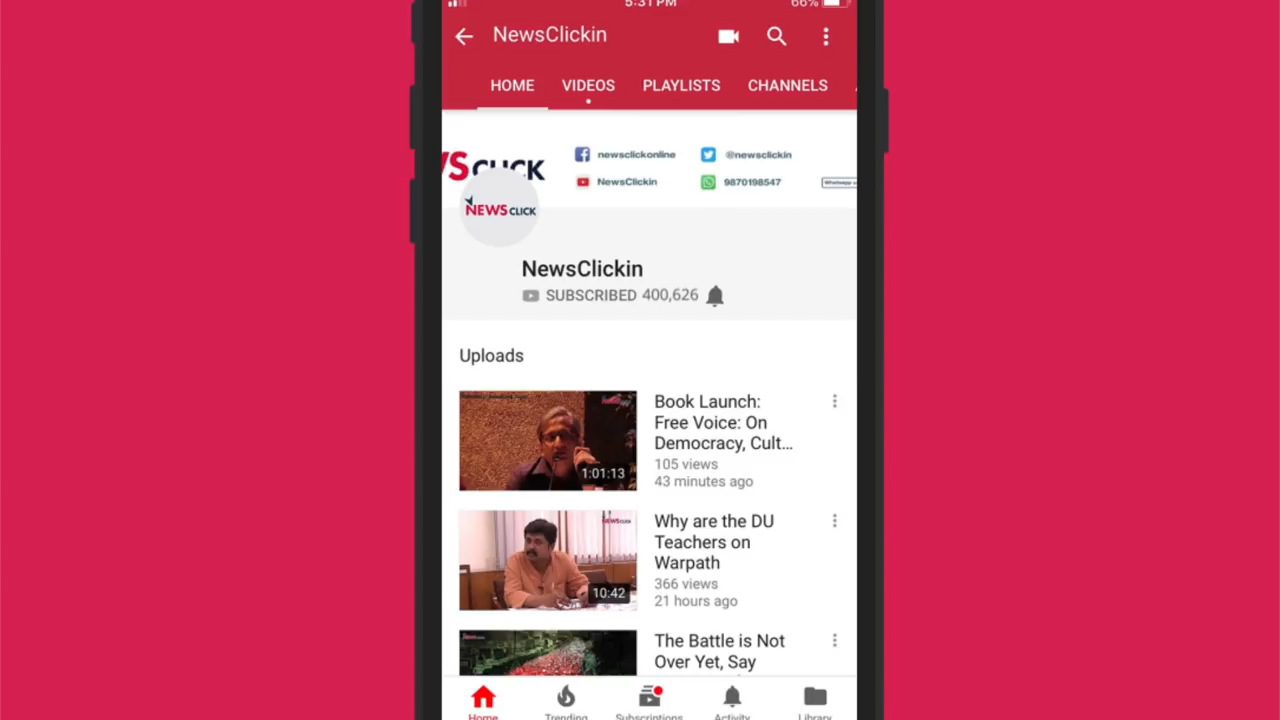 5:31 PM
66%
NewsClickin
HOME
VIDEOS
PLAYLISTS
CHANNELS
WS CLICK
newsclickonline
@newsclickin
NewsClickin
9870198547
NEWS CLICK
NewsClickin
SUBSCRIBED 400,626
Uploads
Book Launch:
Free Voice: On
Democracy, Cult...
105 views
43 minutes ago
1:01:13
Why are the DU
Teachers on
Warpath
366 views
21 hours ago
NEWS CLICK
10:42
The Battle is Not
Over Yet, Say
Home
Trending
Subscriptions
Activity
Library